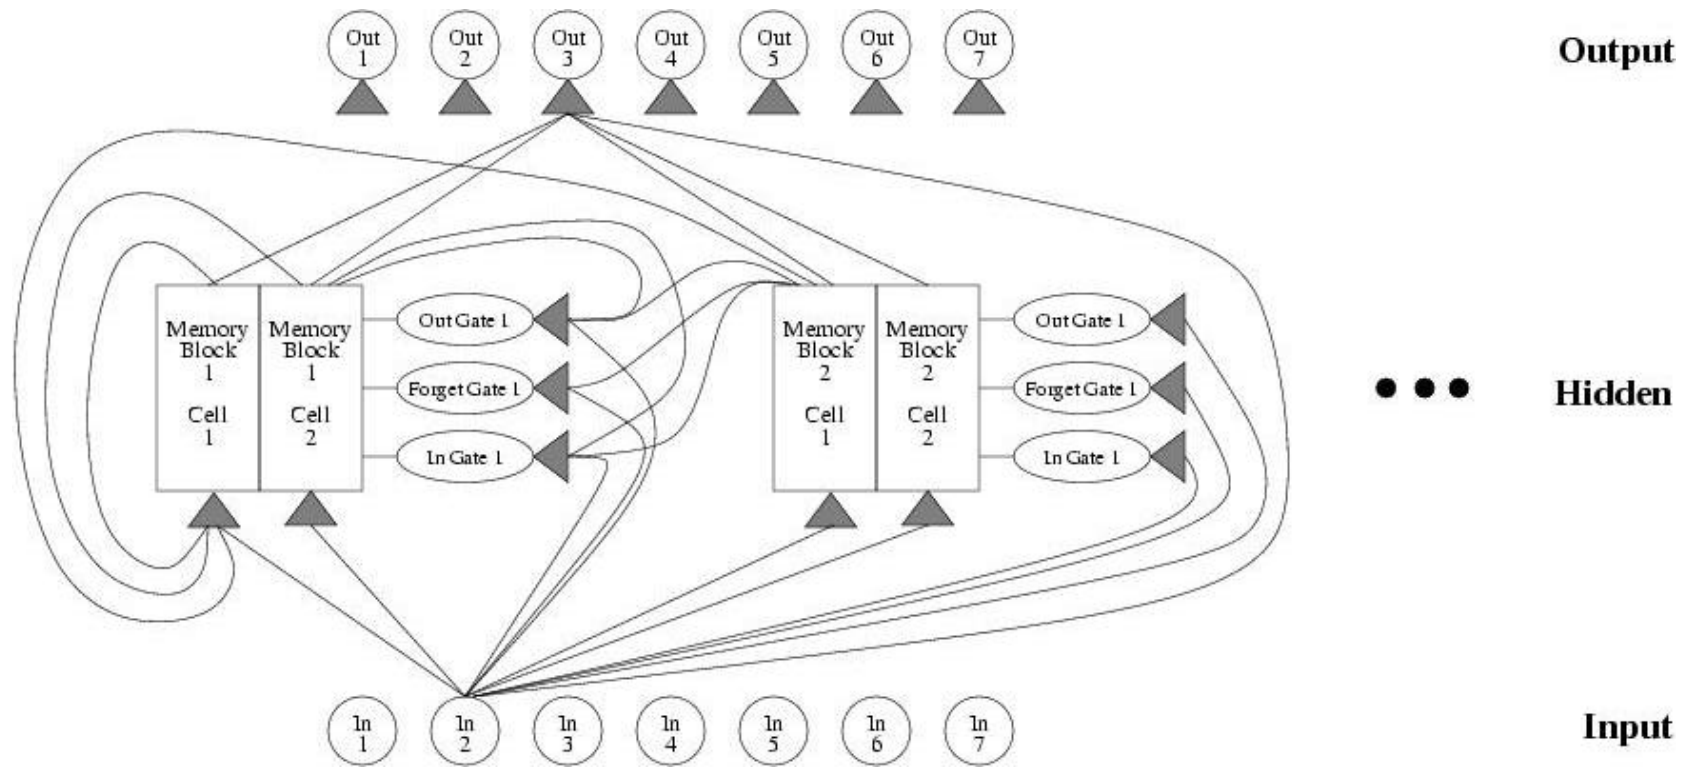 Out
1
Out
2
Out
3
Out
4
Out
5
Out
6
Out
7
Output
Memory
Block
1
Cell
1
Memory
Block
1
Cell
2
Out Gate 1
Forget Gate 1
In Gate 1
Memory
Block
2
Cell
1
Memory
Block
2
Cell
2
Out Gate 1
Forget Gate 1
In Gate 1
Hidden
In
1
In
2
In
3
In
4
In
5
In
6
In
7
Input